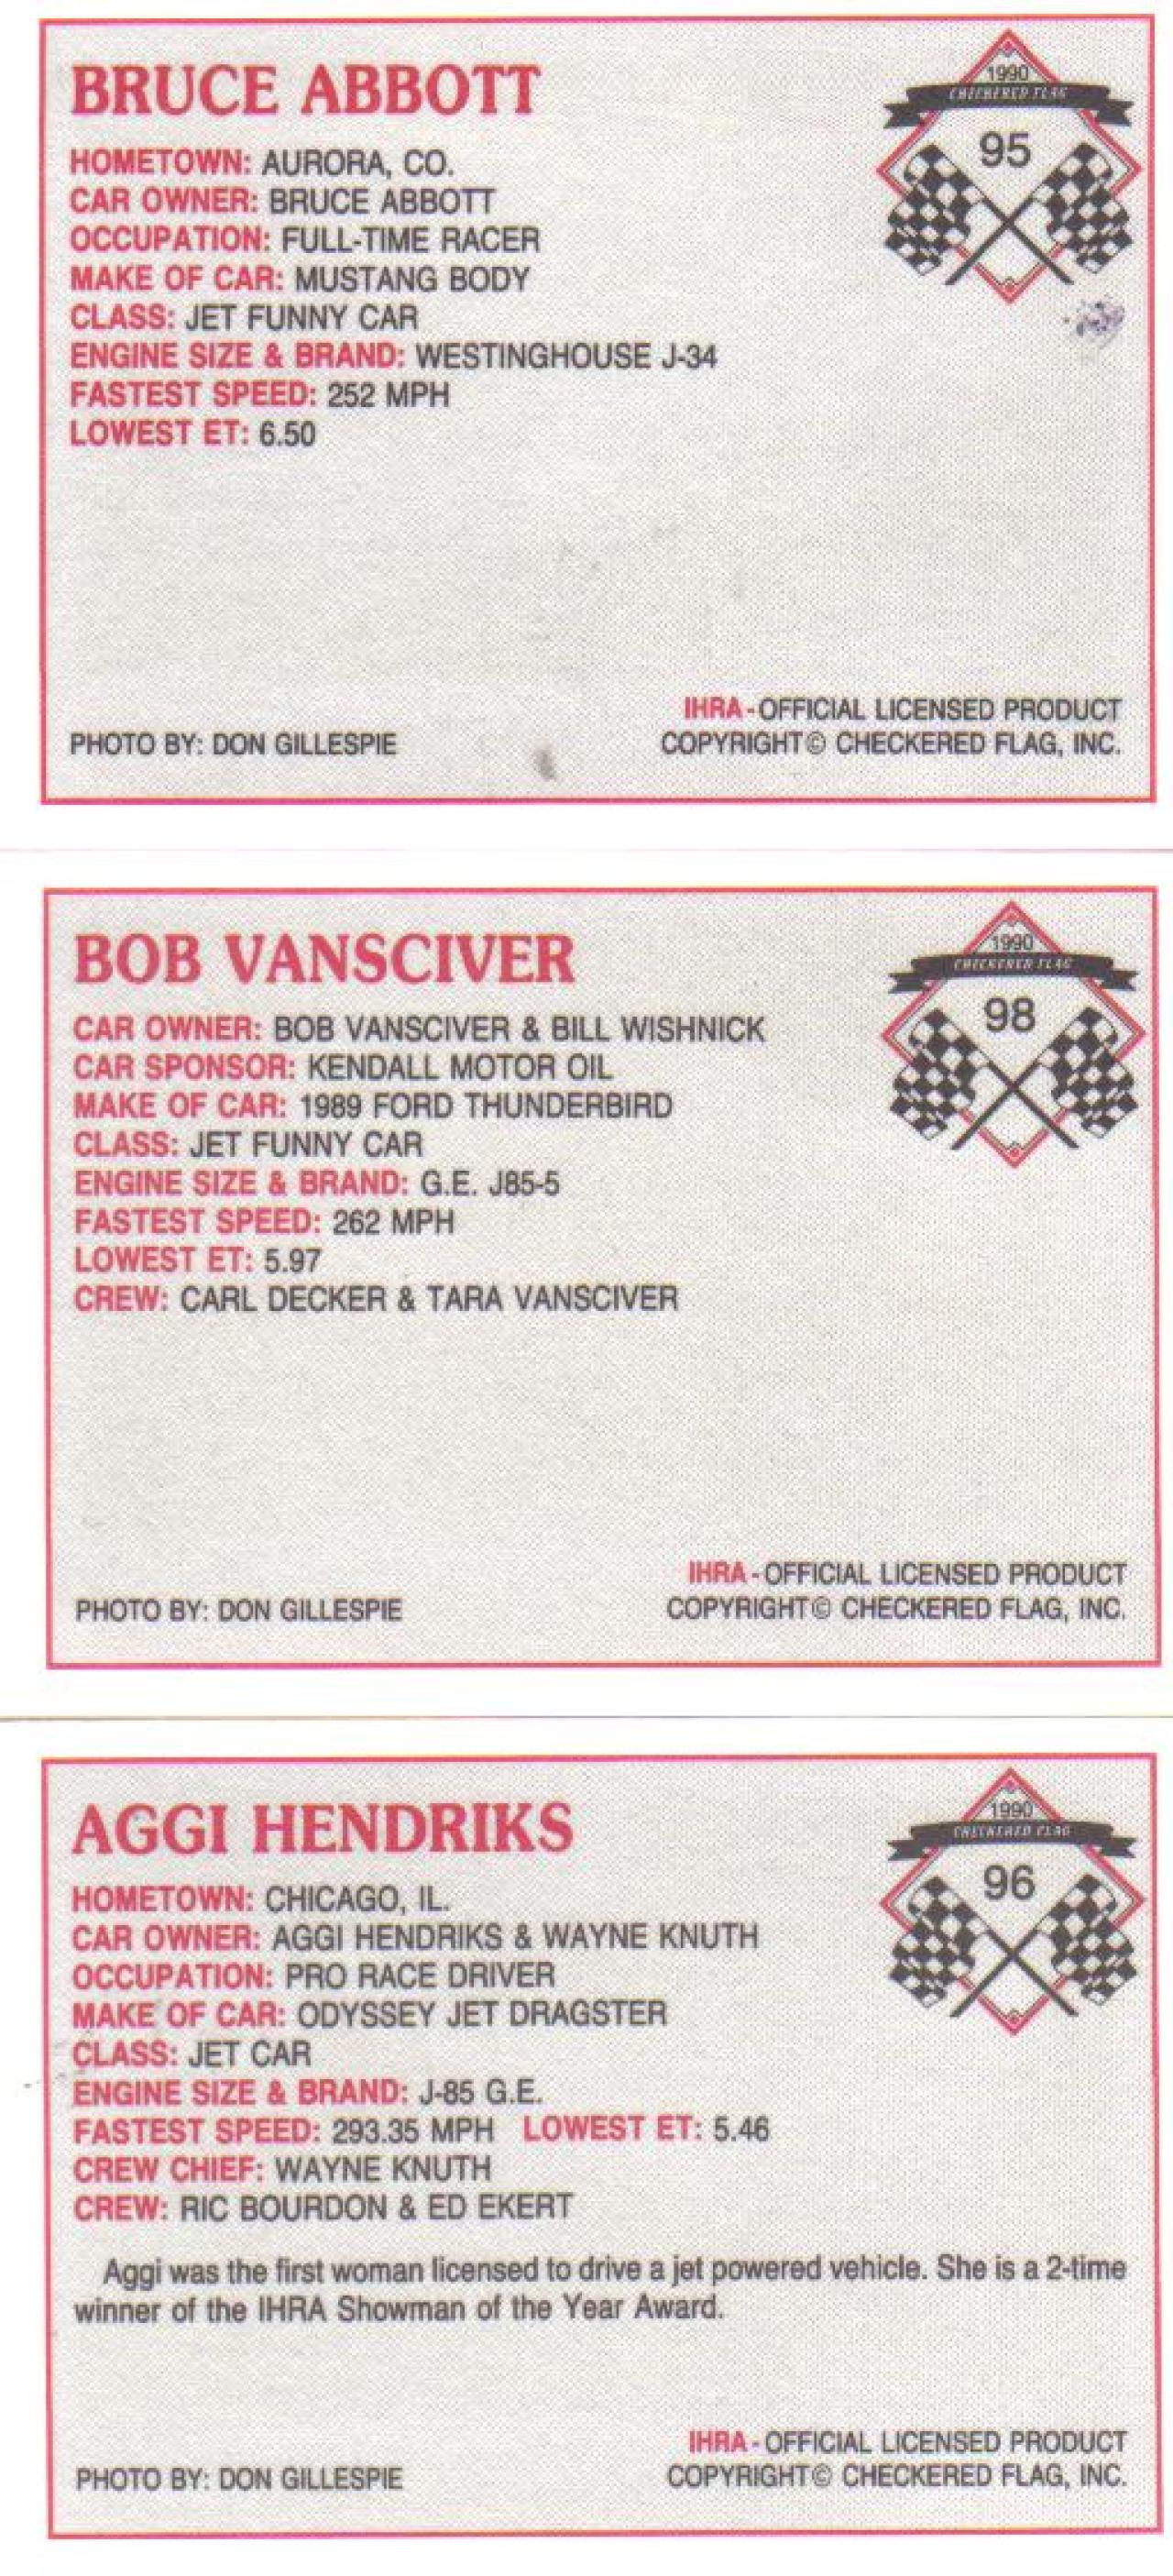 BRUCE ABBOTT
1990
CHECKERED FLAG
95
HOMETOWN: AURORA, CO.
CAR OWNER: BRUCE ABBOTT
OCCUPATION: FULL-TIME RACER
MAKE OF CAR: MUSTANG BODY
CLASS: JET FUNNY CAR
ENGINE SIZE & BRAND: WESTINGHOUSE J-34
FASTEST SPEED: 252 MPH
LOWEST ET: 6.50
IHRA-OFFICIAL LICENSED PRODUCT
PHOTO BY: DON GILLESPIE COPYRIGHT© CHECKERED FLAG, INC.
BOB VANSCIVER
1990
CHECKERED FLAG
98
CAR OWNER: BOB VANSCIVER & BILL WISHNICK
CAR SPONSOR: KENDALL MOTOR OIL
MAKE OF CAR: 1989 FORD THUNDERBIRD
CLASS: JET FUNNY CAR
ENGINE SIZE & BRAND: G.E. J85-5
FASTEST SPEED: 262 MPH
LOWEST ET: 5.97
CREW: CARL DECKER & TARA VANSCIVER
IHRA-OFFICIAL LICENSED PRODUCT
PHOTO BY: DON GILLESPIE COPYRIGHT© CHECKERED FLAG, INC.
AGGI HENDRIKS
1990
CHECKERED FLAG
96
HOMETOWN: CHICAGO, IL.
CAR OWNER: AGGI HENDRIKS & WAYNE KNUTH
OCCUPATION: PRO RACE DRIVER
MAKE OF CAR: ODYSSEY JET DRAGSTER
CLASS: JET CAR
ENGINE SIZE & BRAND: J-85 G.E.
FASTEST SPEED: 293.35 MPH LOWEST ET: 5.46
CREW CHIEF: WAYNE KNUTH
CREW: RIC BOURDON & ED EKERT
Aggi was the first woman licensed to drive a jet powered vehicle. She is a 2-time
winner of the IHRA Showman of the Year Award.
IHRA-OFFICIAL LICENSED PRODUCT
PHOTO BY: DON GILLESPIE COPYRIGHT© CHECKERED FLAG, INC.